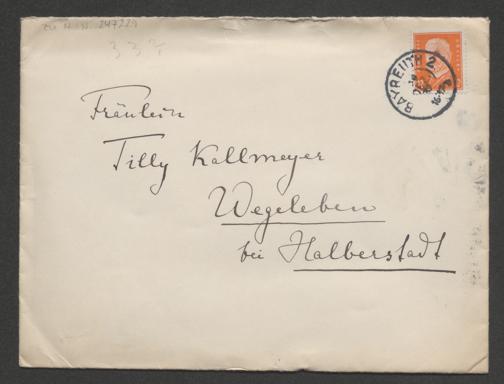 Fräulein
Tilly Kallmeyer
Wegeleben
bei Halberstadt
BAYREUTH 2